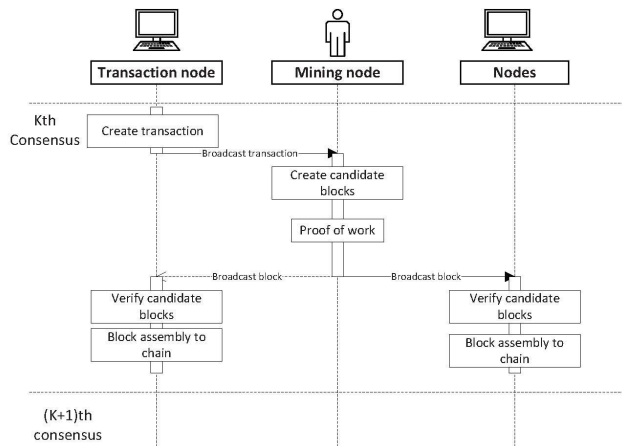 Transaction node
Mining node
Nodes
Kth
Consensus
Create transaction
Broadcast transaction
Create candidate
blocks
Proof of work
Broadcast block
Broadcast block
Verify candidate
blocks
Verify candidate
blocks
Block assembly to
chain
Block assembly to
chain
(K+1)th
consensus